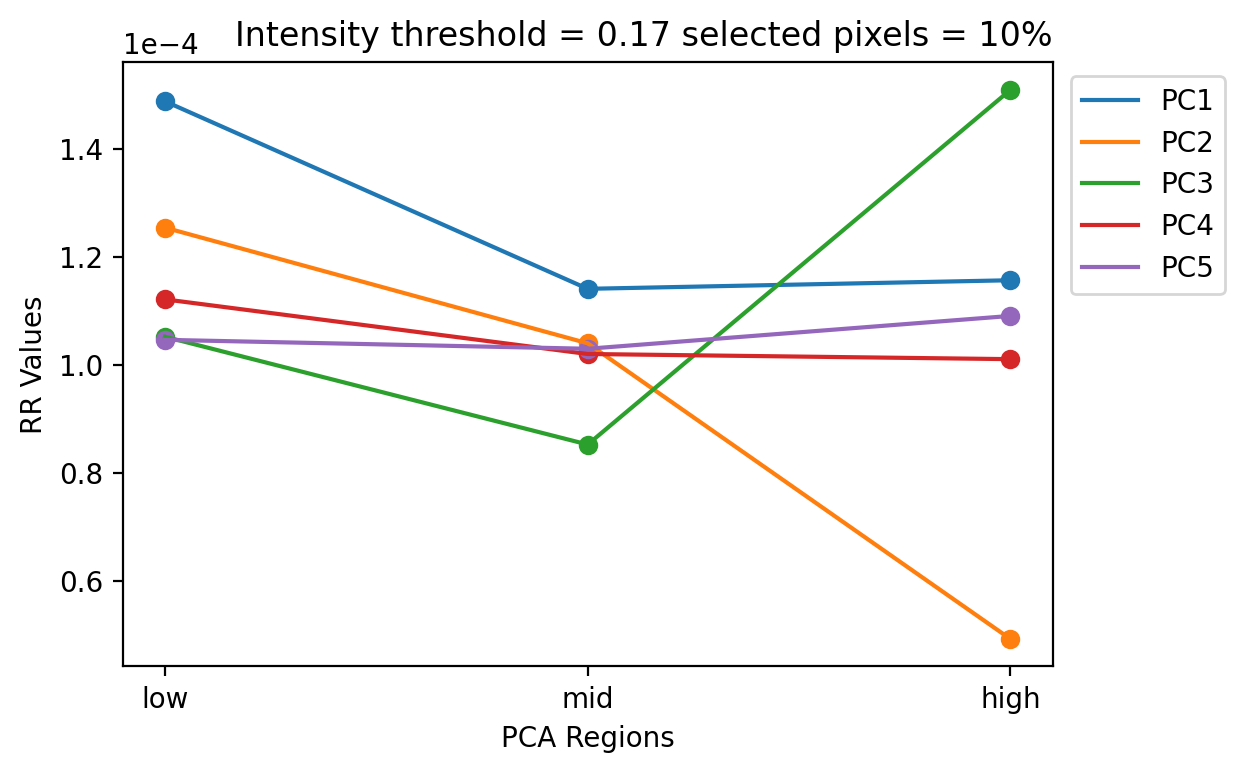 1e−4
Intensity threshold = 0.17 selected pixels = 10%
PC1
PC2
PC3
PC4
PC5
RR Values
1.4
1.2
1.0
0.8
0.6
low
mid
high
PCA Regions